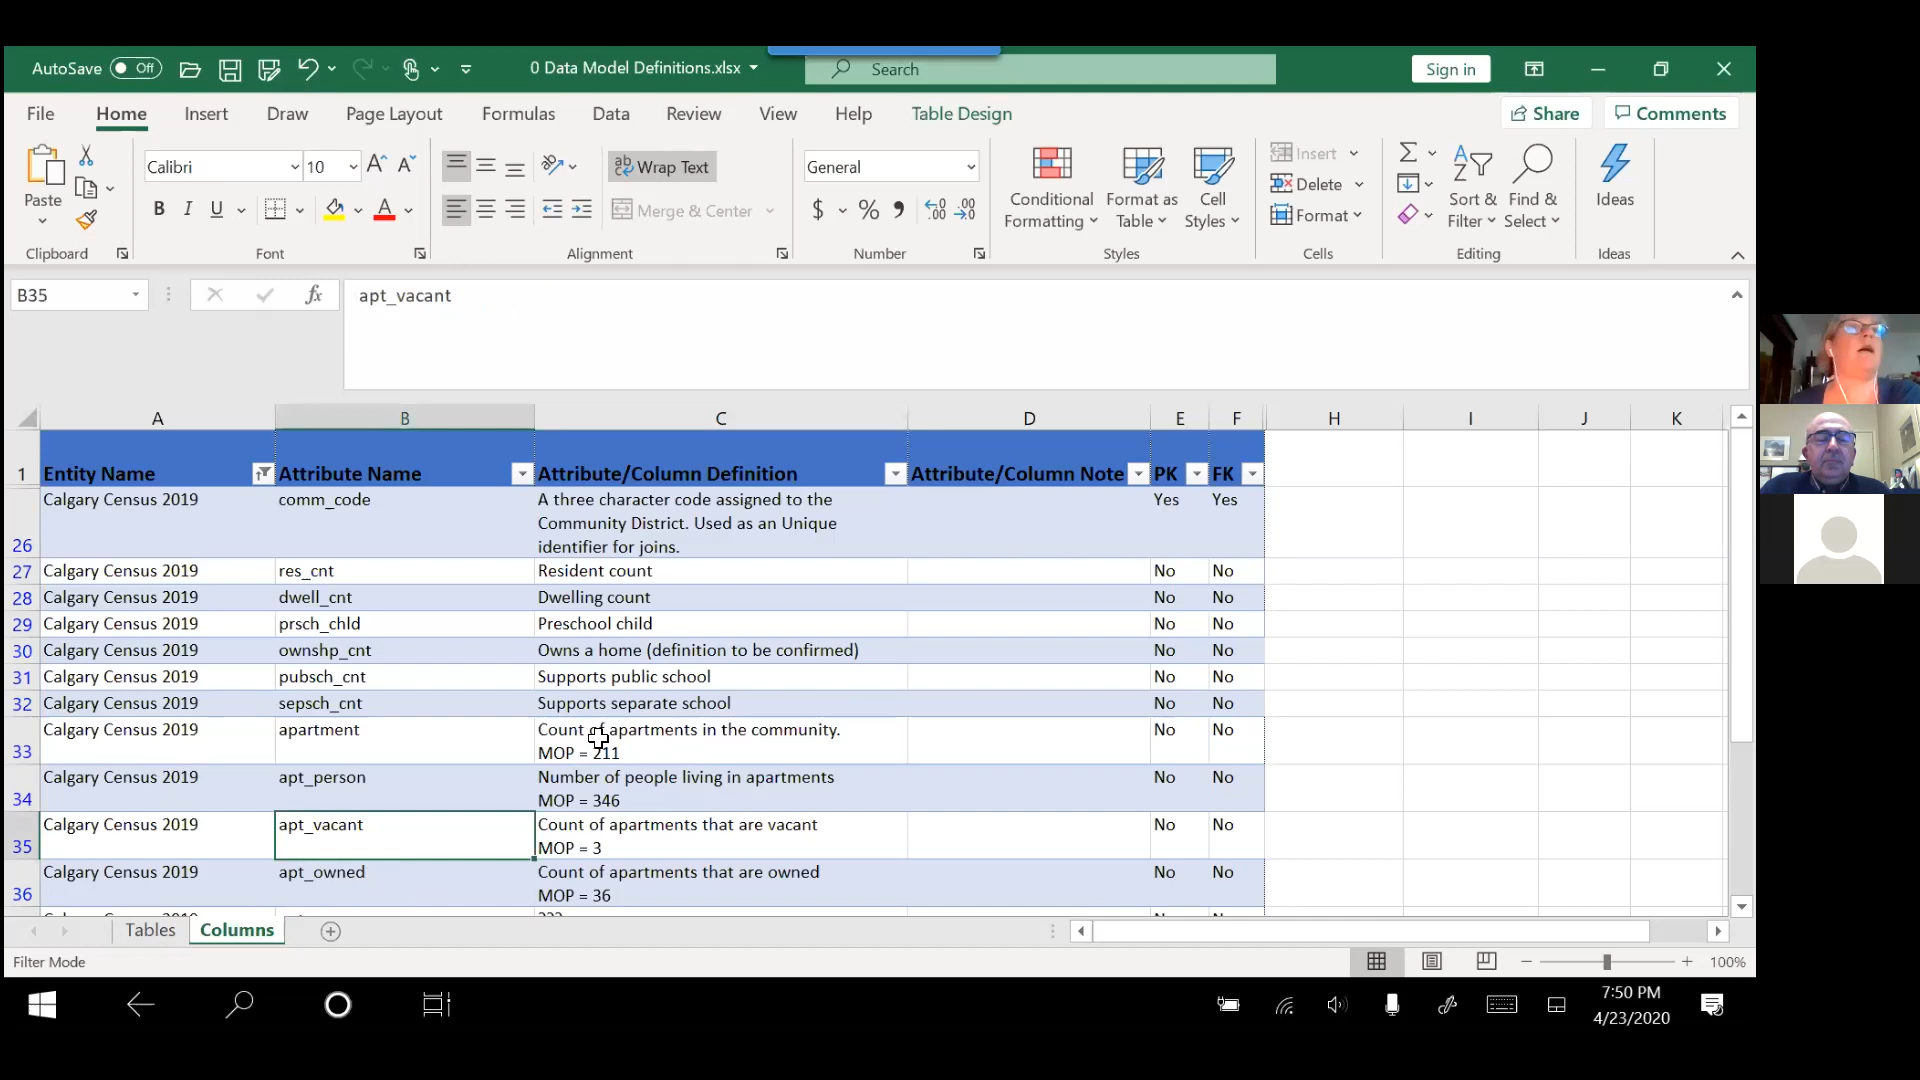 AutoSave Off 0 Data Model Definitions.xlsx Search Sign in
File Home Insert Draw Page Layout Formulas Data Review View Help Table Design Share Comments
Paste
Clipboard
Calibri 10
B I U A
Font
Wrap Text
Merge & Center
Alignment
General
$ % 9
Number
Conditional Formatting
Format as Table
Cell Styles
Styles
Insert
Delete
Format
Cells
Sort & Filter
Find & Select
Editing
Ideas
Ideas
B35 fx apt_vacant
A B C D E F H I J K
1 Entity Name Attribute Name Attribute/Column Definition Attribute/Column Note PK FK
26 Calgary Census 2019 comm_code A three character code assigned to the Yes Yes
Community District. Used as an Unique
identifier for joins.
27 Calgary Census 2019 res_cnt Resident count No No
28 Calgary Census 2019 dwell_cnt Dwelling count No No
29 Calgary Census 2019 prsch_chld Preschool child No No
30 Calgary Census 2019 ownshp_cnt Owns a home (definition to be confirmed) No No
31 Calgary Census 2019 pubsch_cnt Supports public school No No
32 Calgary Census 2019 sepsch_cnt Supports separate school No No
33 Calgary Census 2019 apartment Count of apartments in the community. No No
MOP = 211
34 Calgary Census 2019 apt_person Number of people living in apartments No No
MOP = 346
35 Calgary Census 2019 apt_vacant Count of apartments that are vacant No No
MOP = 3
36 Calgary Census 2019 apt_owned Count of apartments that are owned No No
MOP = 36
Tables Columns
Filter Mode 100%
7:50 PM
4/23/2020